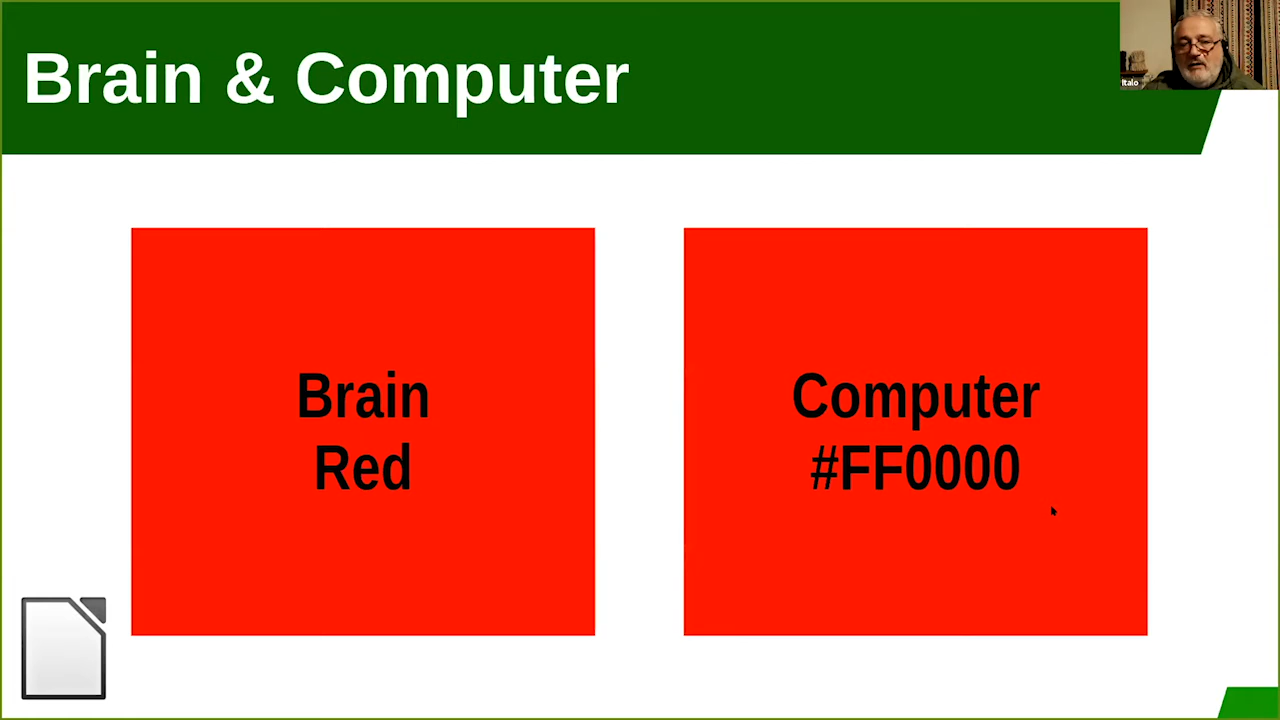 Brain & Computer
Italo
Brain
Red
Computer
#FF0000